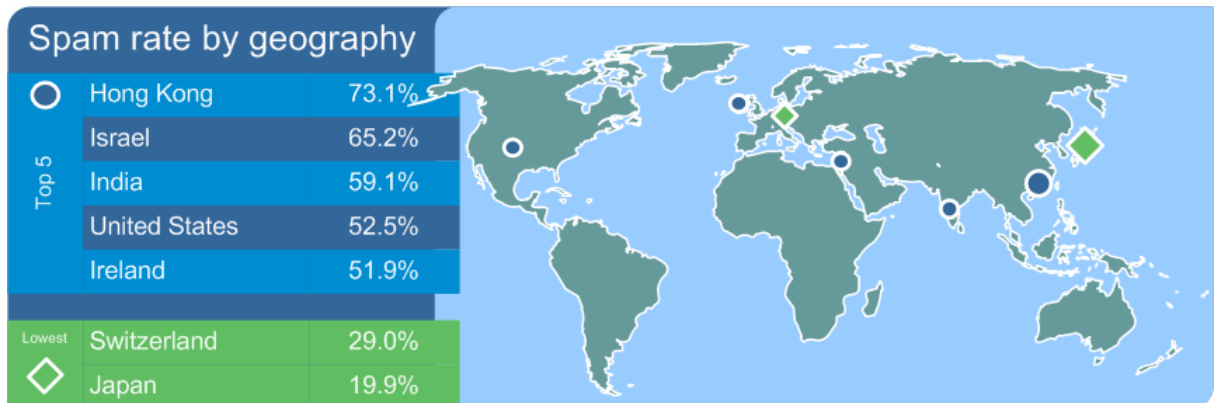 Spam rate by geography
Top 5
Hong Kong 73.1%
Israel 65.2%
India 59.1%
United States 52.5%
Ireland 51.9%
Lowest
Switzerland 29.0%
Japan 19.9%